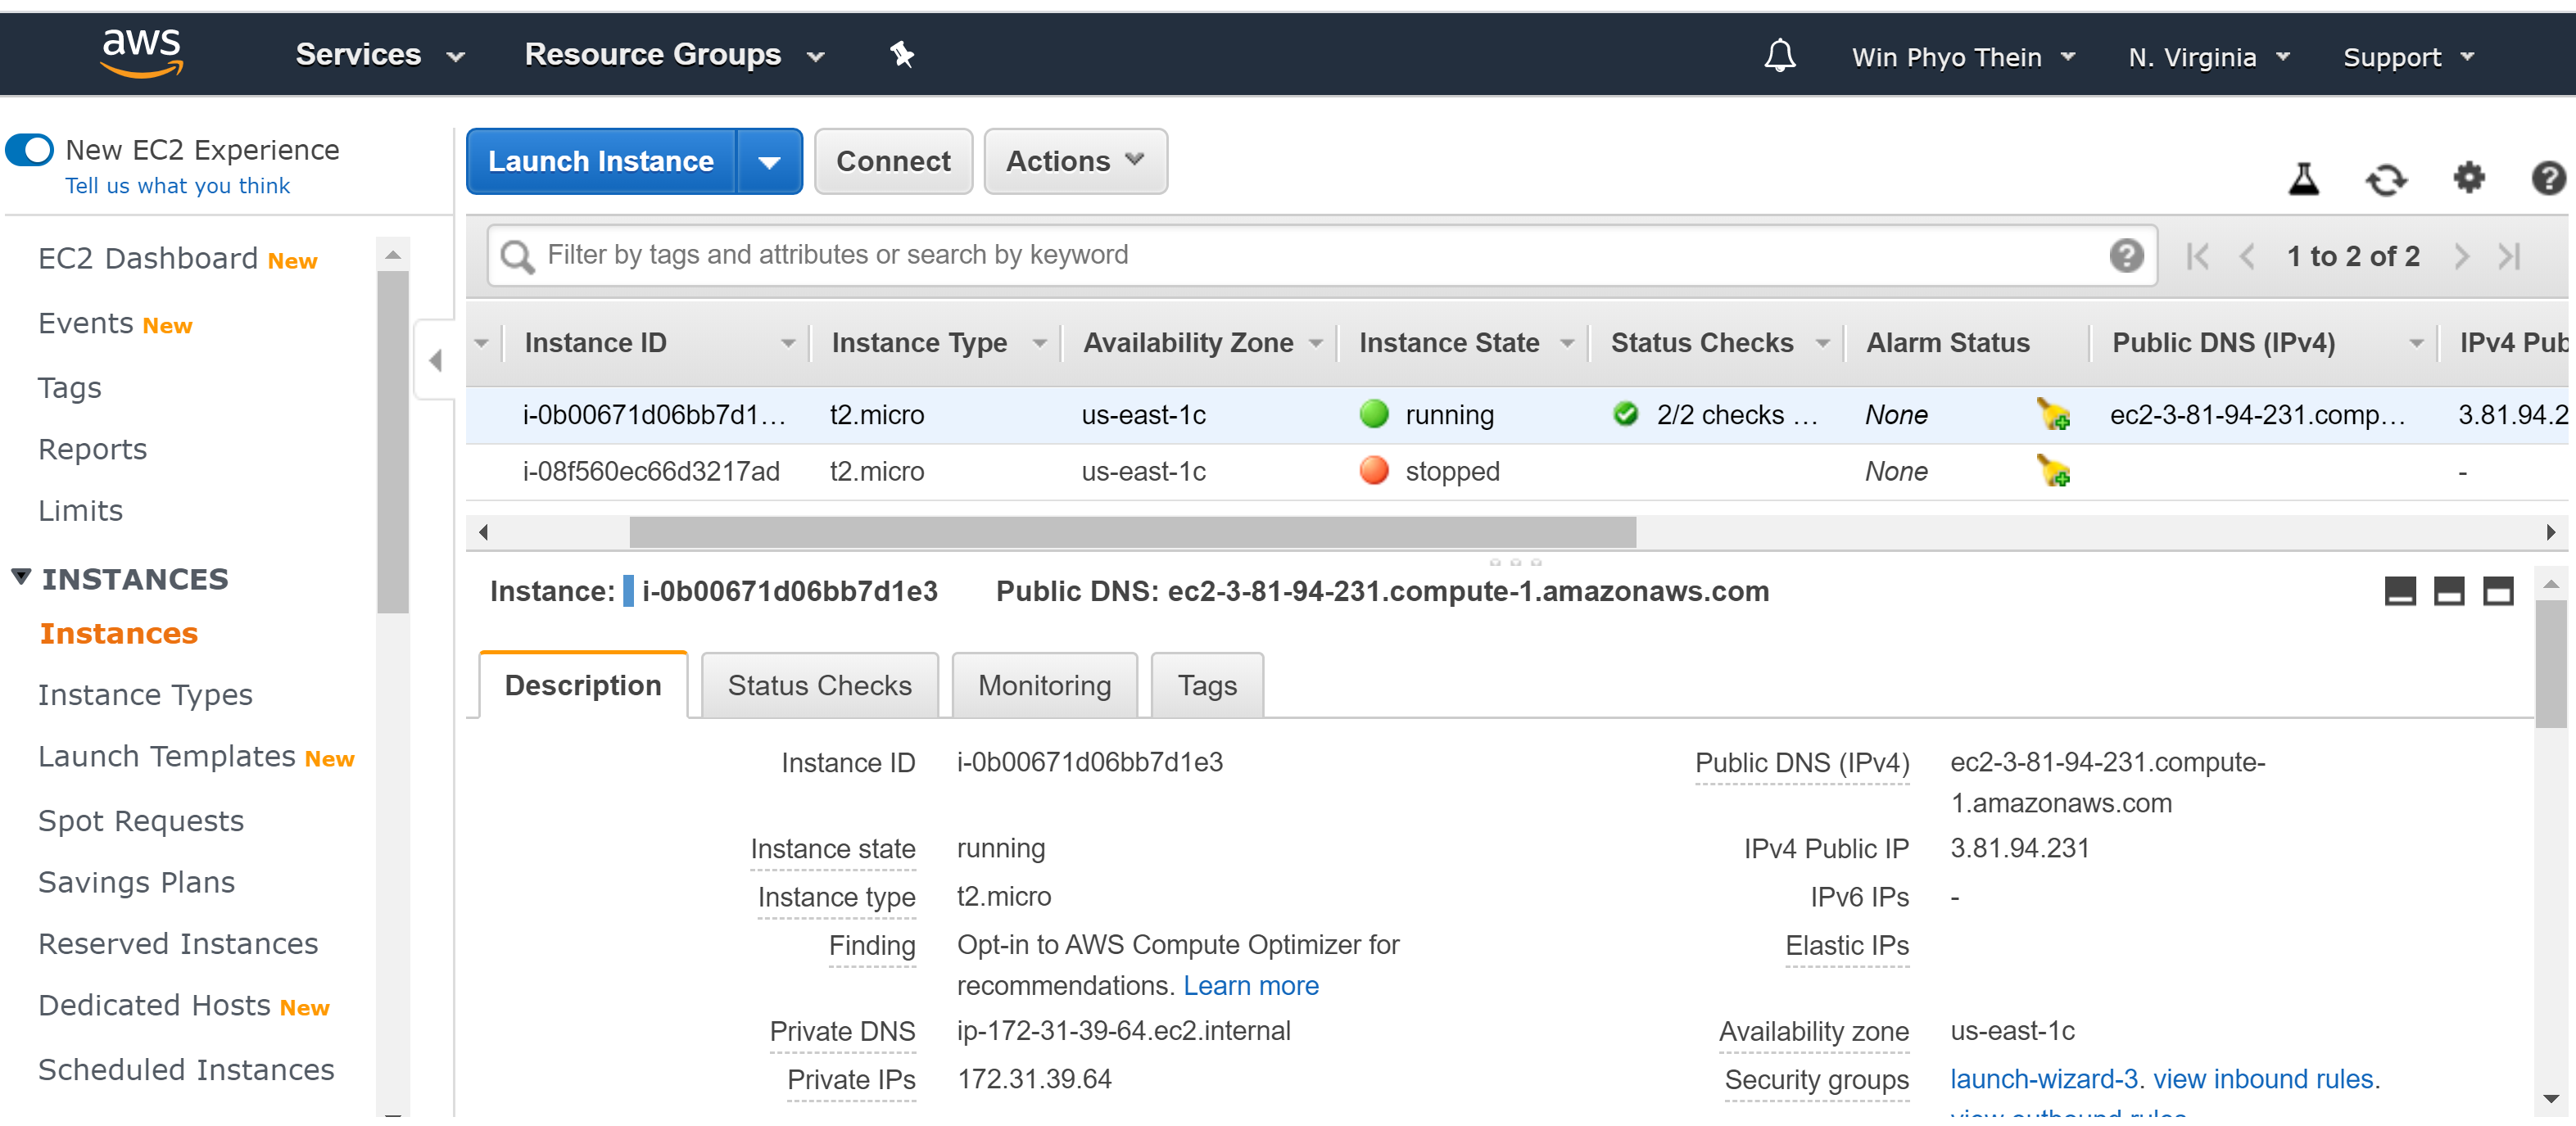 aws Services Resource Groups Win Phyo Thein N. Virginia Support
New EC2 Experience
Tell us what you think
EC2 Dashboard New
Events New
Tags
Reports
Limits
INSTANCES
Instances
Instance Types
Launch Templates New
Spot Requests
Savings Plans
Reserved Instances
Dedicated Hosts New
Scheduled Instances
Launch Instance Connect Actions
Filter by tags and attributes or search by keyword 1 to 2 of 2
Instance ID Instance Type Availability Zone Instance State Status Checks Alarm Status Public DNS (IPv4) IPv4 Pub
i-0b00671d06bb7d1… t2.micro us-east-1c running 2/2 checks … None ec2-3-81-94-231.comp… 3.81.94.2
i-08f560ec66d3217ad t2.micro us-east-1c stopped None -
Instance: i-0b00671d06bb7d1e3 Public DNS: ec2-3-81-94-231.compute-1.amazonaws.com
Description Status Checks Monitoring Tags
Instance ID i-0b00671d06bb7d1e3
Instance state running
Instance type t2.micro
Finding Opt-in to AWS Compute Optimizer for
recommendations. Learn more
Private DNS ip-172-31-39-64.ec2.internal
Private IPs 172.31.39.64
Public DNS (IPv4) ec2-3-81-94-231.compute-
1.amazonaws.com
IPv4 Public IP 3.81.94.231
IPv6 IPs -
Elastic IPs
Availability zone us-east-1c
Security groups launch-wizard-3. view inbound rules.
view outbound rules